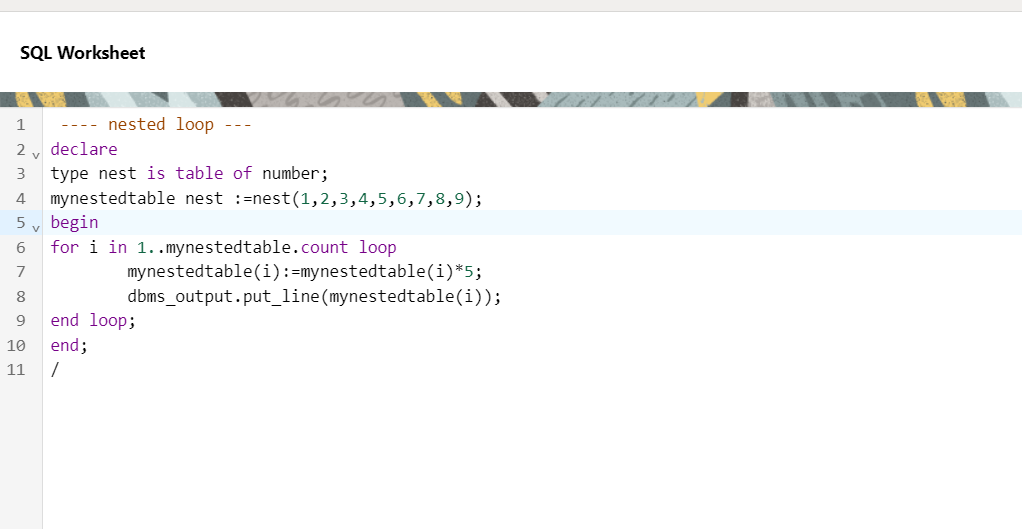 SQL Worksheet
1 ---- nested loop ---
2 declare
3 type nest is table of number;
4 mynestedtable nest :=nest(1,2,3,4,5,6,7,8,9);
5 begin
6 for i in 1..mynestedtable.count loop
7 mynestedtable(i):=mynestedtable(i)*5;
8 dbms_output.put_line(mynestedtable(i));
9 end loop;
10 end;
11 /